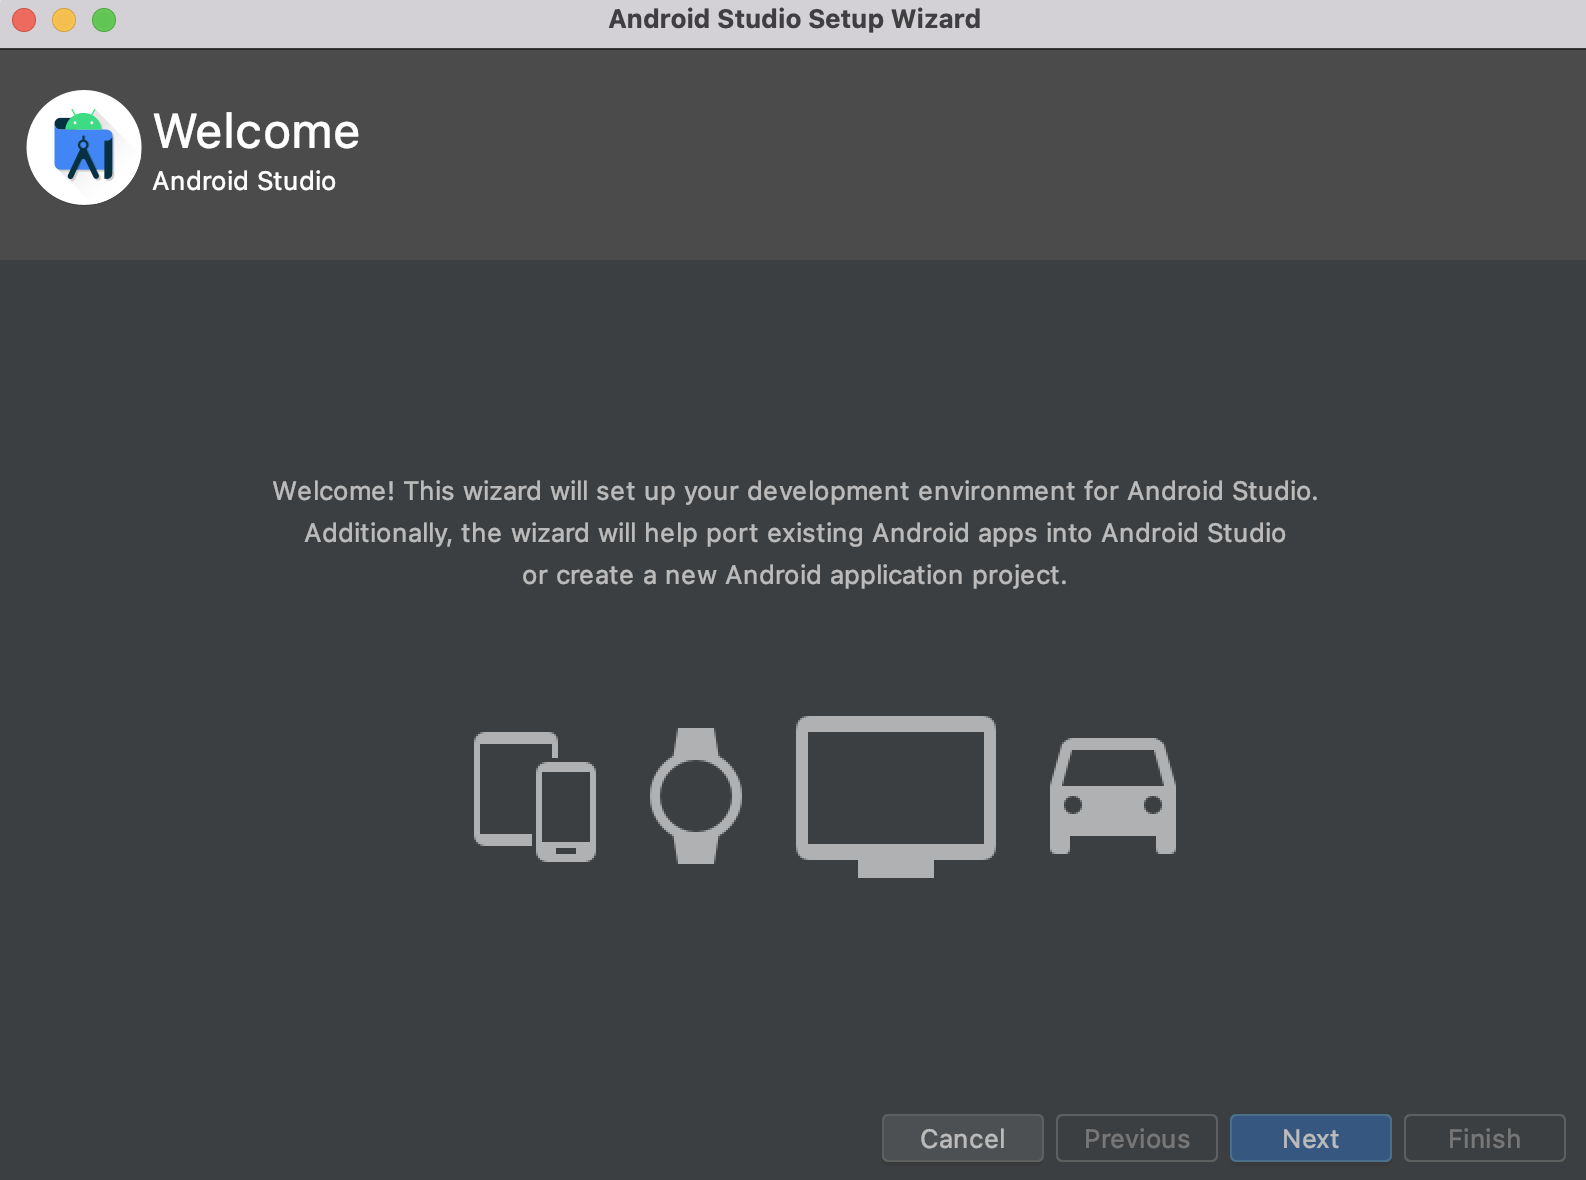 Android Studio Setup Wizard
Welcome
Android Studio
Welcome! This wizard will set up your development environment for Android Studio.
Additionally, the wizard will help port existing Android apps into Android Studio
or create a new Android application project.
Cancel Previous Next Finish